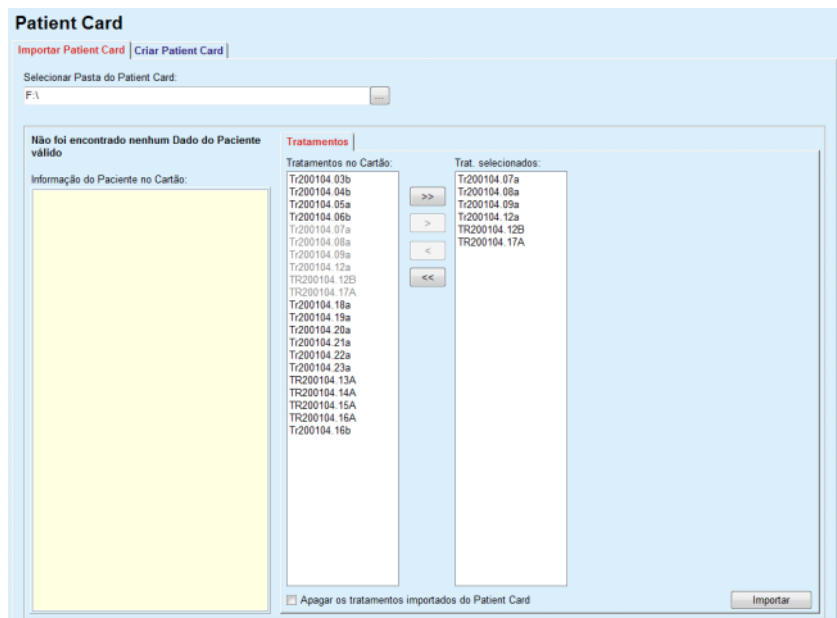 Patient Card
Importar Patient Card
Criar Patient Card
Selecionar Pasta do Patient Card:
F:\
...
Não foi encontrado nenhum Dado do Paciente
válido
Informação do Paciente no Cartão:
Tratamentos
Tratamentos no Cartão:
Tr200104.03b
Tr200104.04b
Tr200104.05a
Tr200104.06b
Tr200104.07a
Tr200104.08a
Tr200104.09a
Tr200104.12a
TR200104.12B
TR200104.17A
Tr200104.18a
Tr200104.19a
Tr200104.20a
Tr200104.21a
Tr200104.22a
Tr200104.23a
TR200104.13A
TR200104.14A
TR200104.15A
TR200104.16A
Tr200104.16b
>>
>
<
<<
Trat. selecionados:
Tr200104.07a
Tr200104.08a
Tr200104.09a
Tr200104.12a
TR200104.12B
TR200104.17A
Apagar os tratamentos importados do Patient Card
Importar